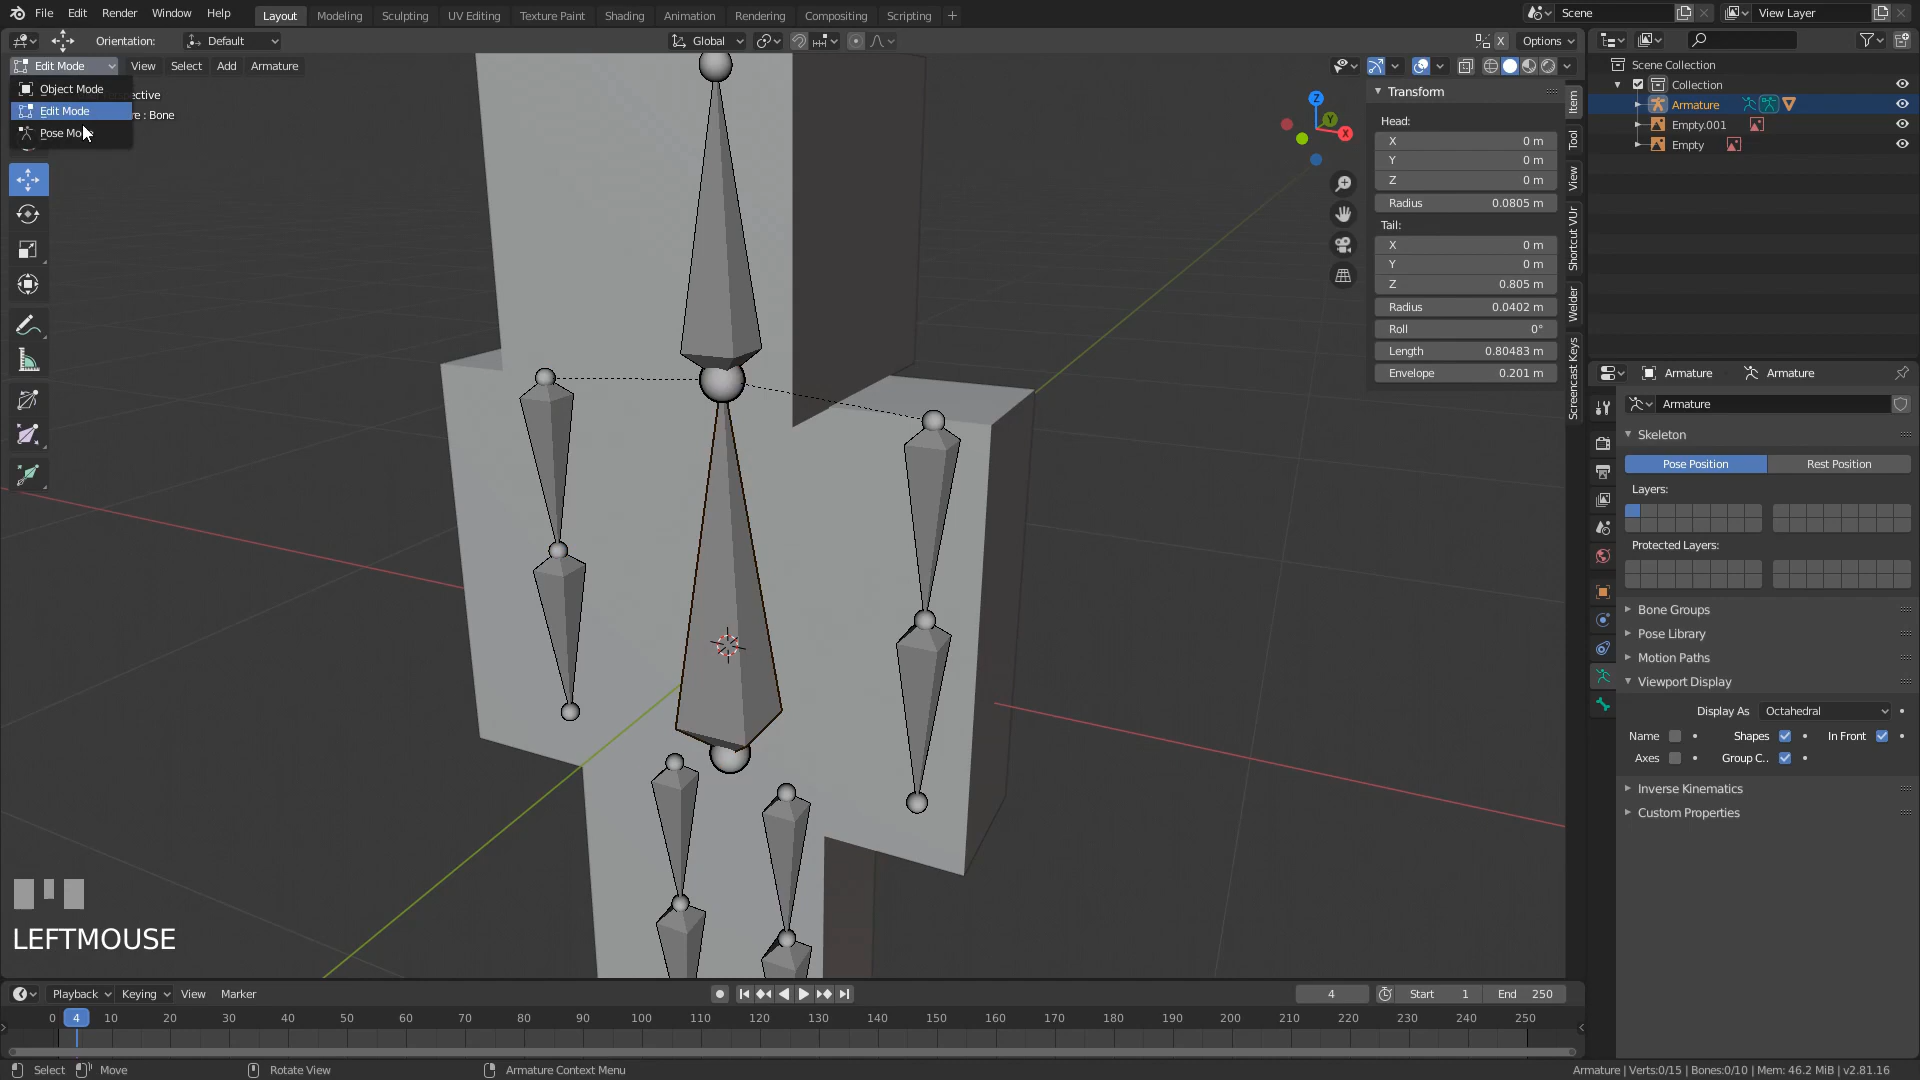 File Edit Render Window Help Layout Modeling Sculpting UV Editing Texture Paint Shading Animation Rendering Compositing Scripting + Scene View Layer
Orientation: Default Global X Options
Edit Mode View Select Add Armature
Object Mode
Edit Mode
Pose Mo
spective
re : Bone
Transform
Head:
X 0 m
Y 0 m
Z 0 m
Radius 0.0805 m
Tail:
X 0 m
Y 0 m
Z 0.805 m
Radius 0.0402 m
Roll 0°
Length 0.80483 m
Envelope 0.201 m
Item
Tool
View
Shortcut VUr
Welder
Screencast Keys
Z
Y
X
Scene Collection
Collection
Armature
Empty.001
Empty
Armature Armature
Armature
Skeleton
Pose Position Rest Position
Layers:
Protected Layers:
Bone Groups
Pose Library
Motion Paths
Viewport Display
Display As Octahedral
Name Shapes In Front
Axes Group C..
Inverse Kinematics
Custom Properties
LEFTMOUSE
Playback Keying View Marker 4 Start 1 End 250
0 4 10 20 30 40 50 60 70 80 90 100 110 120 130 140 150 160 170 180 190 200 210 220 230 240 250
Select Move Rotate View Armature Context Menu Armature | Verts:0/15 | Bones:0/10 | Mem: 46.2 MiB | v2.81.16